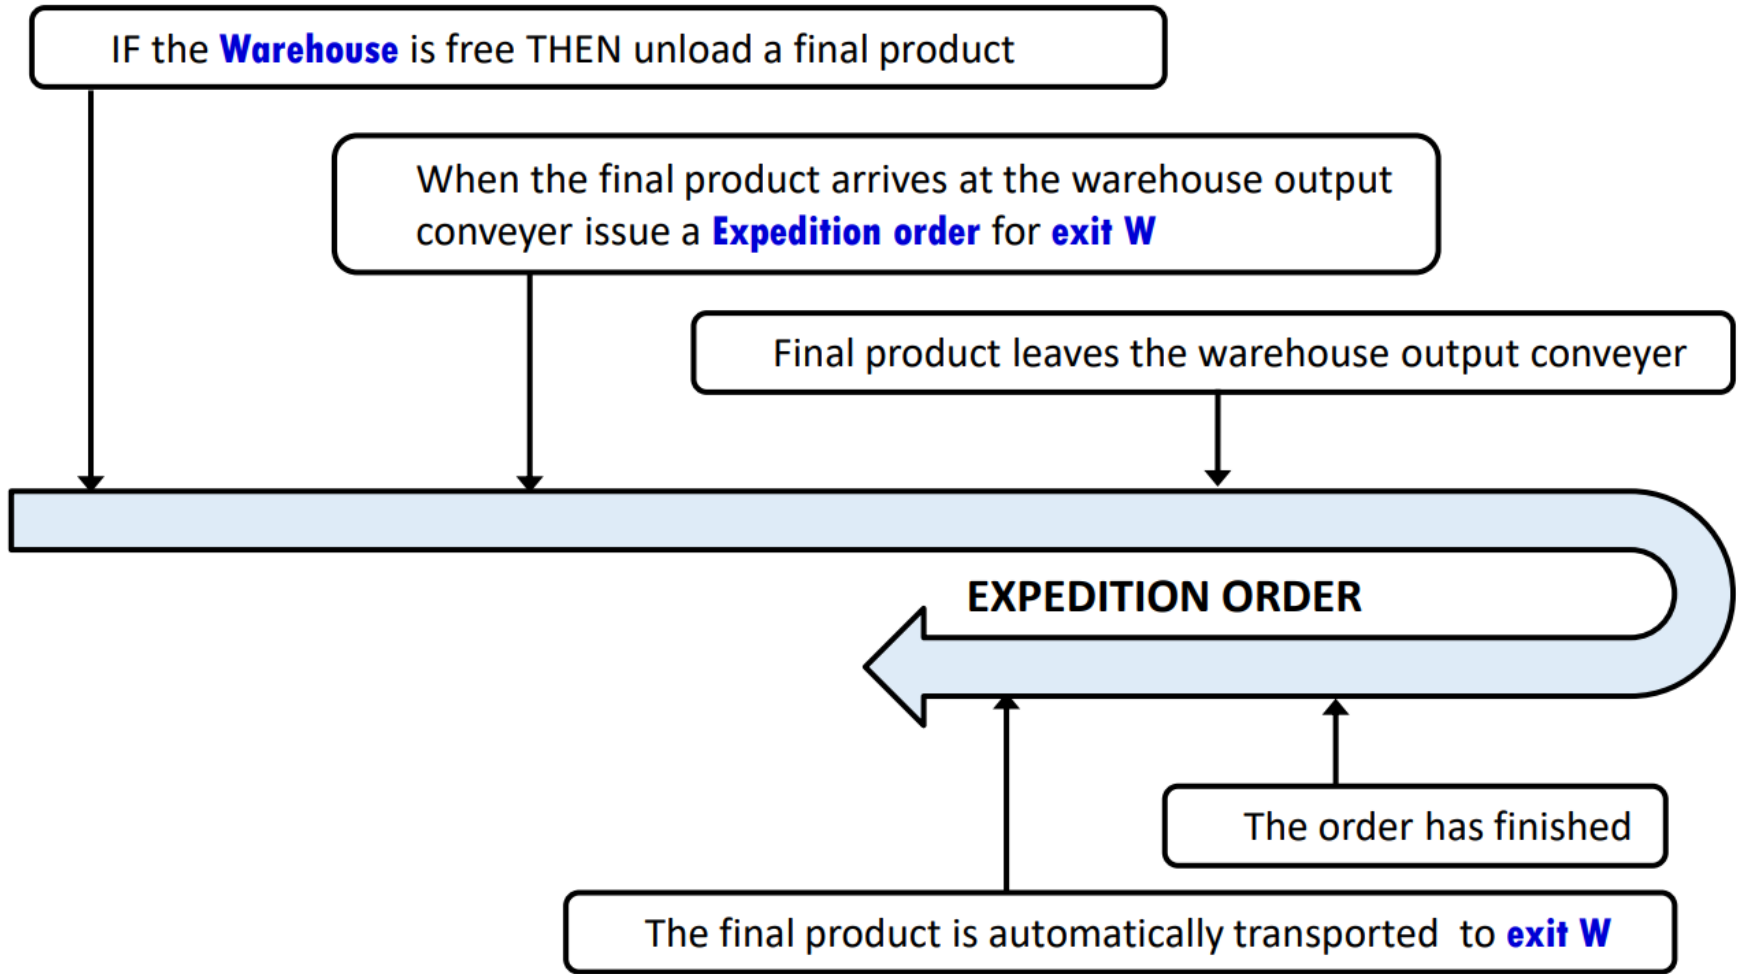 IF the Warehouse is free THEN unload a final product
When the final product arrives at the warehouse output
conveyer issue a Expedition order for exit W
Final product leaves the warehouse output conveyer
EXPEDITION ORDER
The order has finished
The final product is automatically transported to exit W